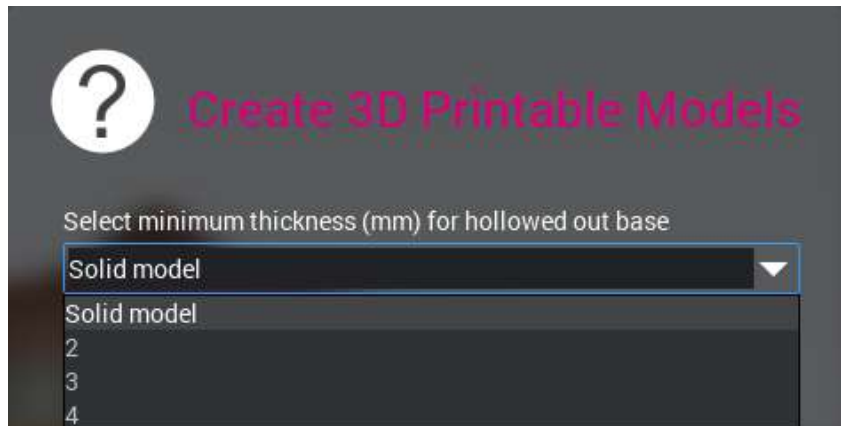 ?
Create 3D Printable Models
Select minimum thickness (mm) for hollowed out base
Solid model
Solid model
2
3
4